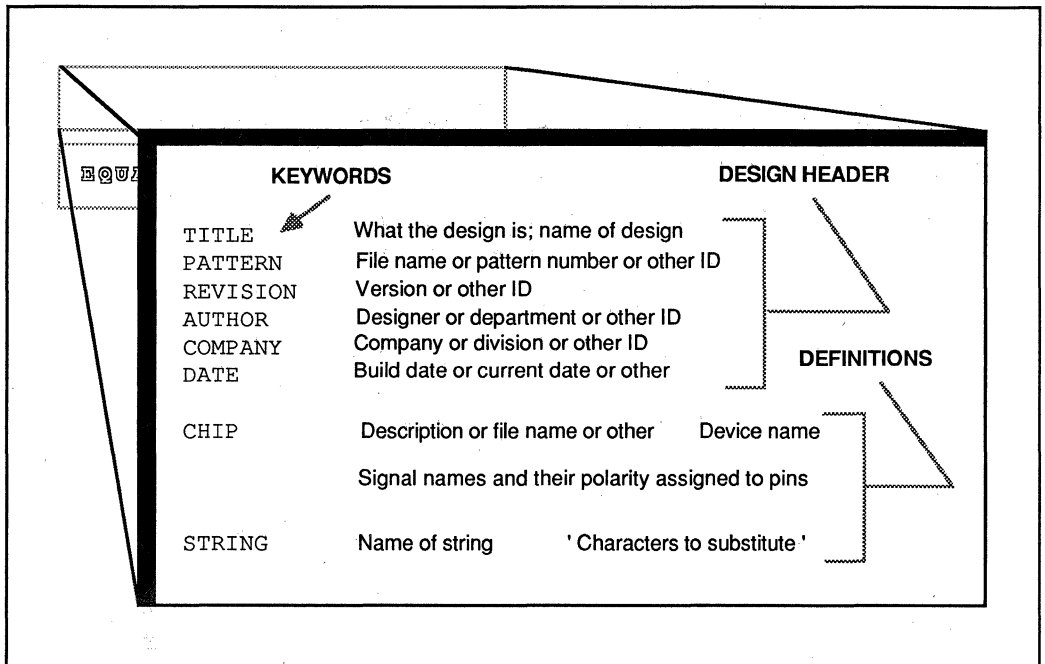 KEYWORDS DESIGN HEADER
TITLE What the design is; name of design
PATTERN File name or pattern number or other ID
REVISION Version or other ID
AUTHOR Designer or department or other ID
COMPANY Company or division or other ID
DATE Build date or current date or other
DEFINITIONS
CHIP Description or file name or other Device name
Signal names and their polarity assigned to pins
STRING Name of string ' Characters to substitute '